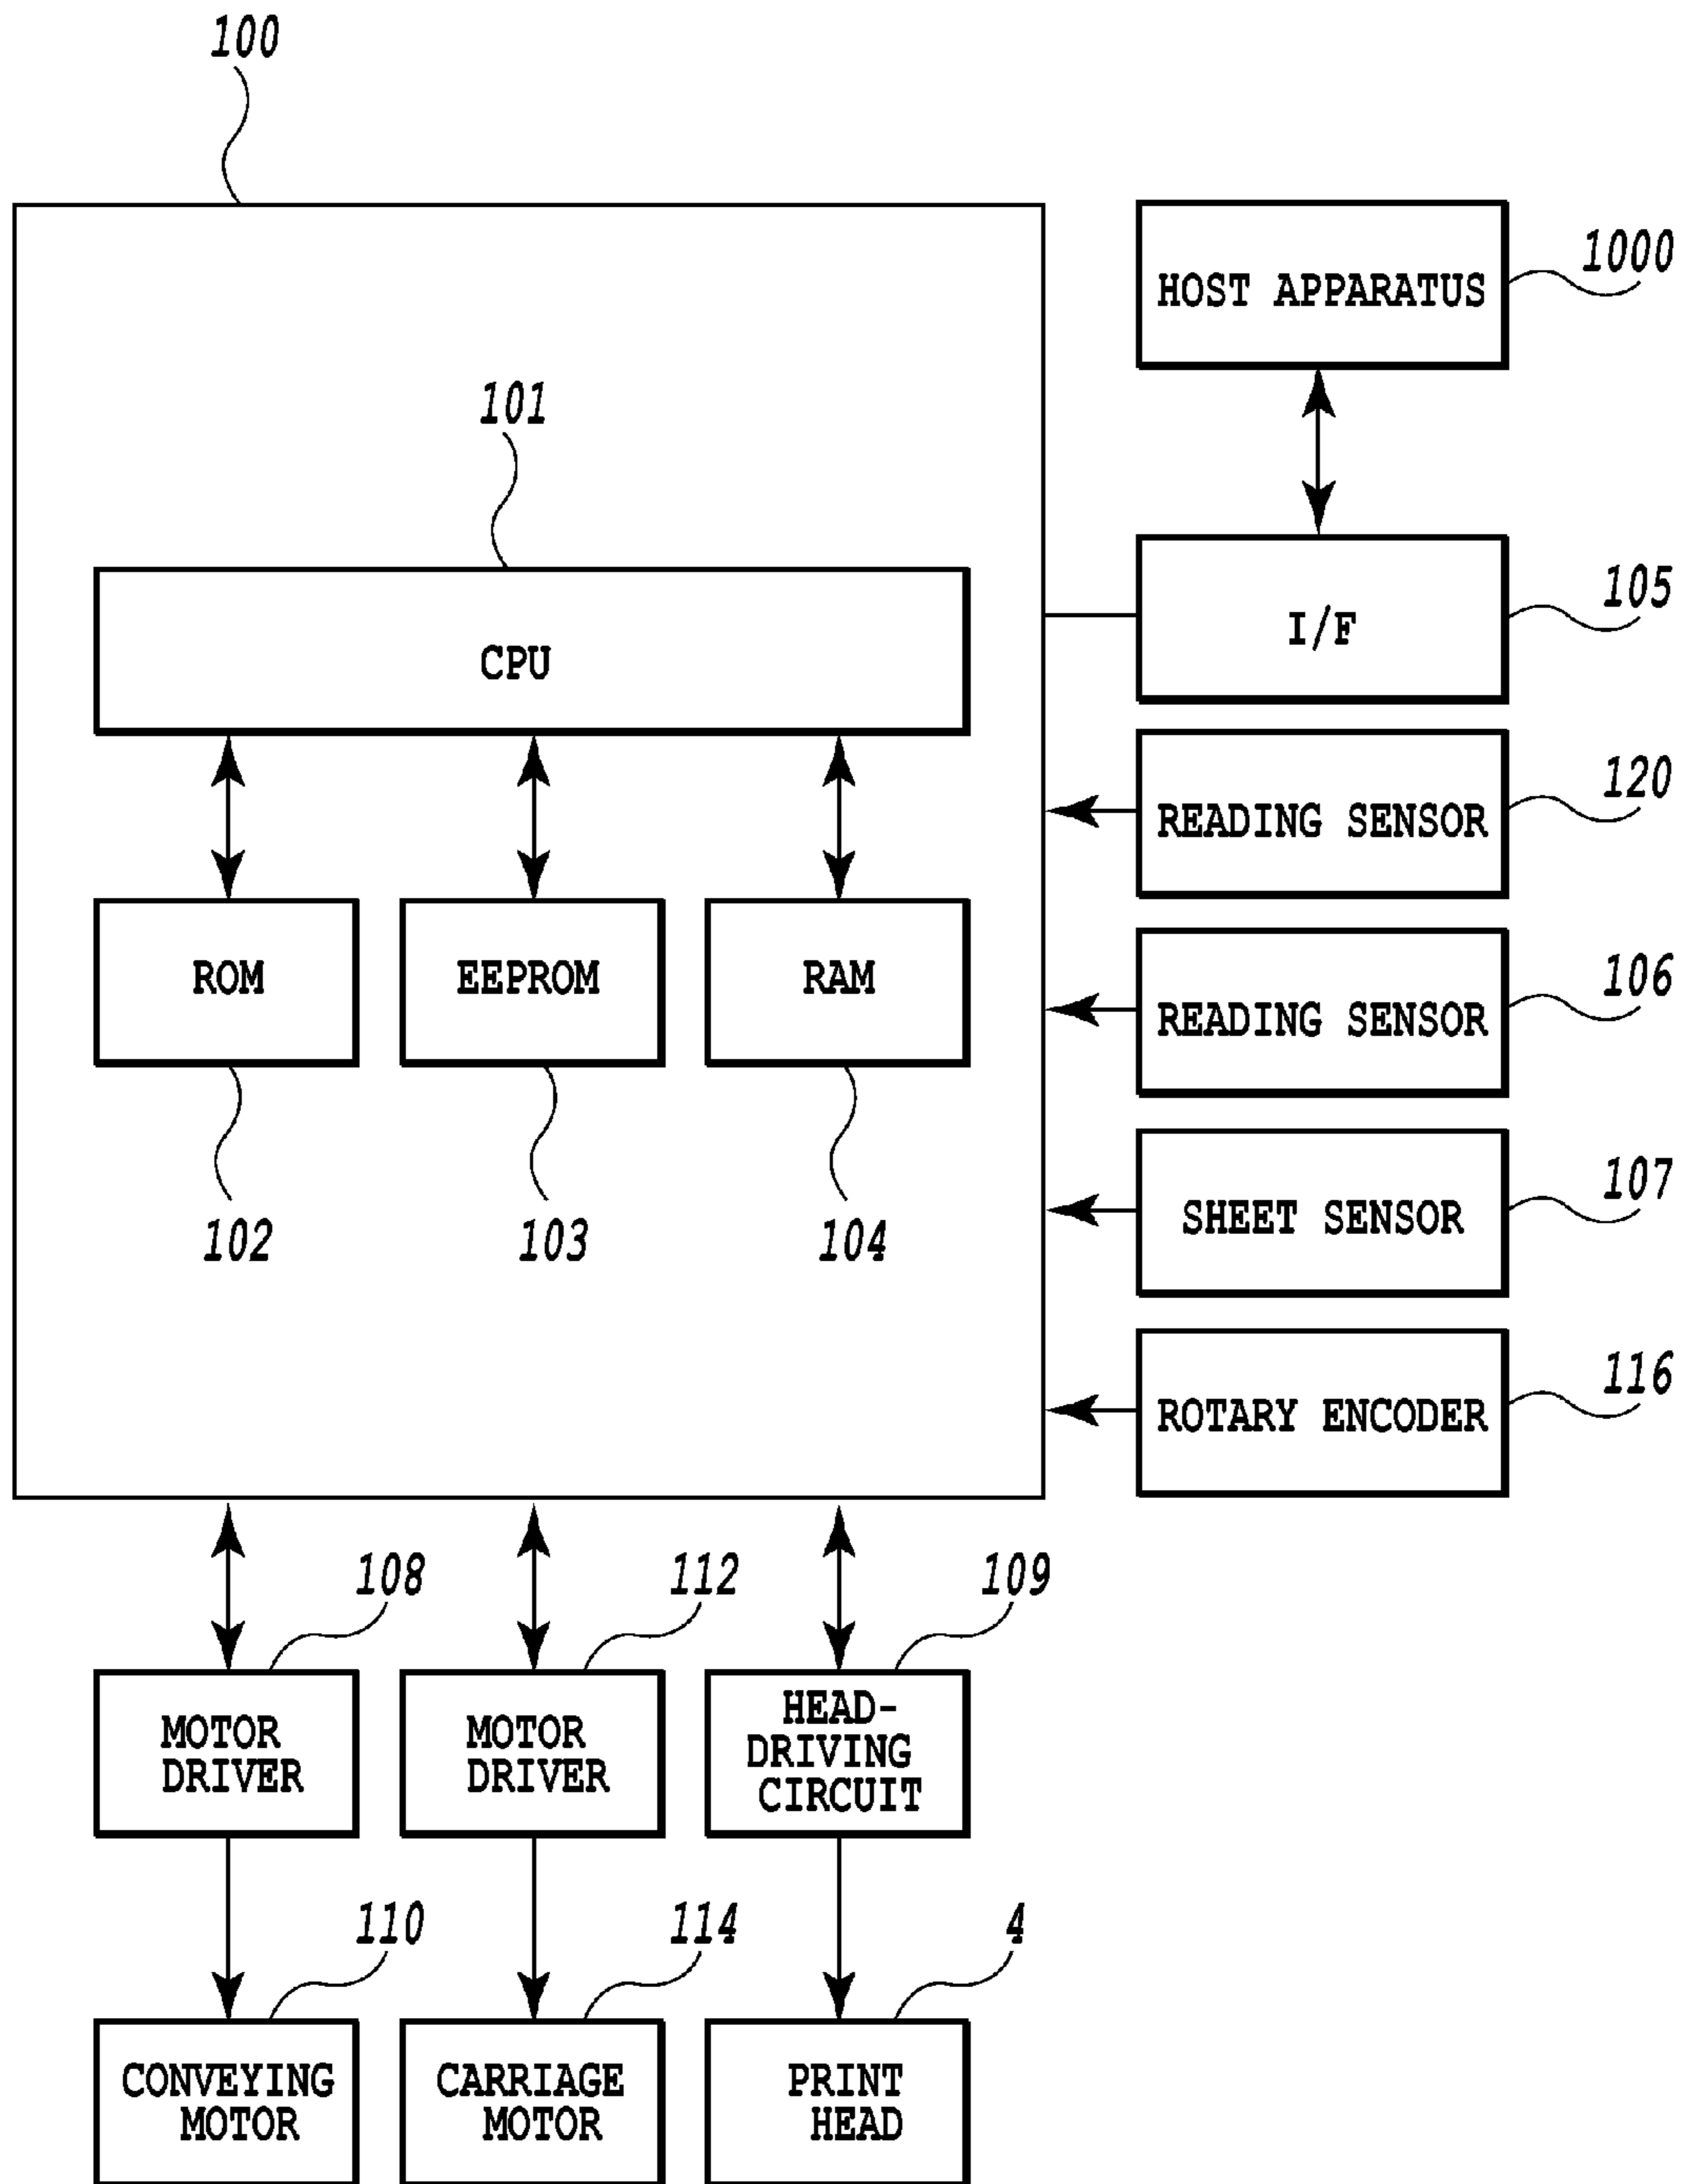 100
HOST APPARATUS
1000
101
CPU
I/F
105
READING SENSOR
120
ROM
EEPROM
RAM
READING SENSOR
106
102
103
104
SHEET SENSOR
107
ROTARY ENCODER
116
108
112
109
MOTOR
DRIVER
MOTOR
DRIVER
HEAD-
DRIVING
CIRCUIT
110
114
4
CONVEYING
MOTOR
CARRIAGE
MOTOR
PRINT
HEAD